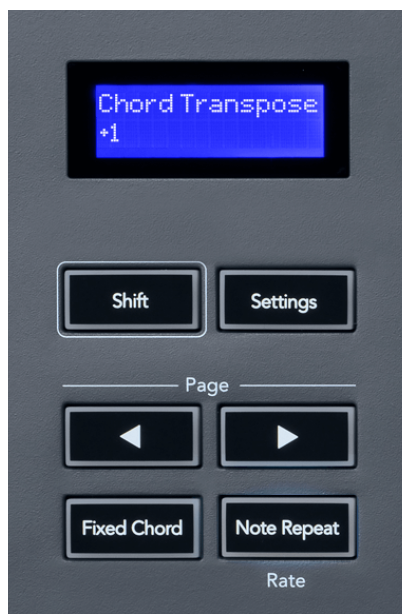 Chord Transpose
+1
Shift Settings
Page
Fixed Chord Note Repeat
Rate